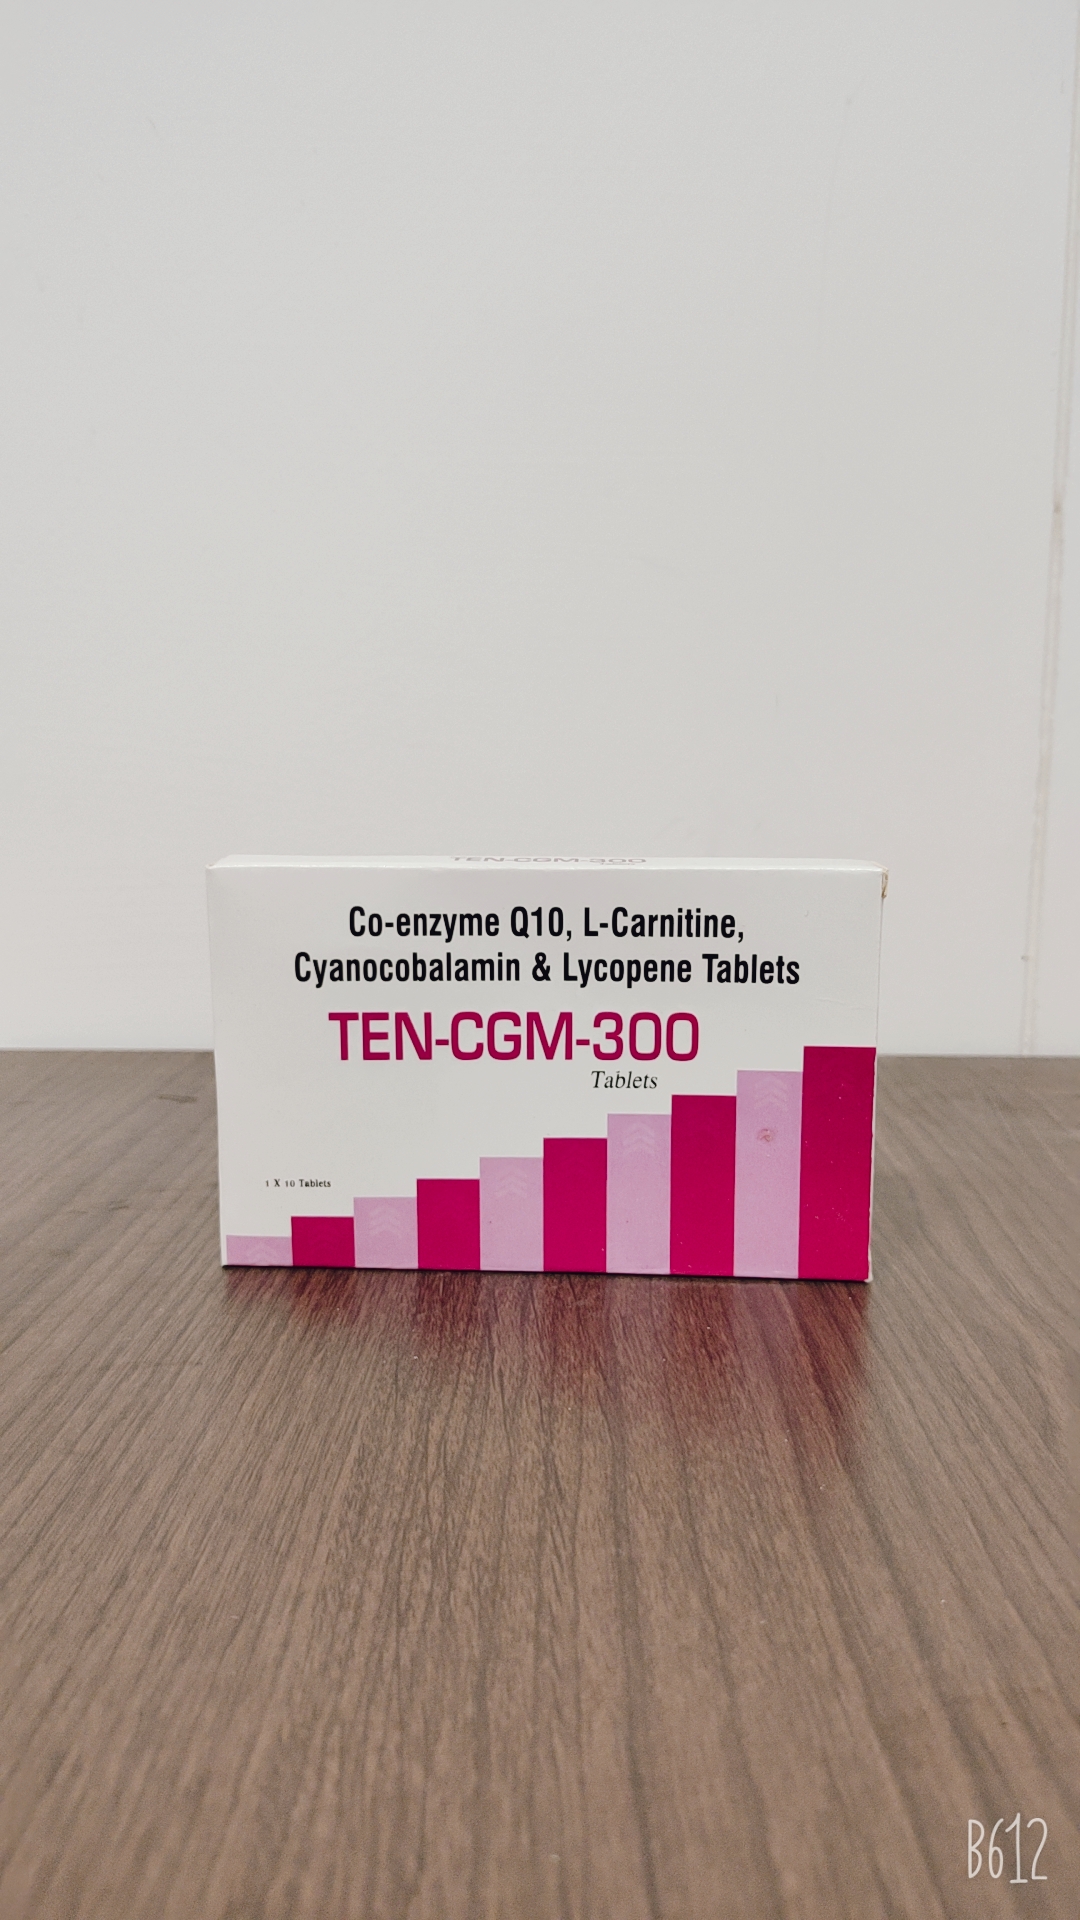 TEN-CGM-300
Co-enzyme Q10, L-Carnitine,
Cyanocobalamin & Lycopene Tablets
TEN-CGM-300
Tablets
1 X 10 Tablets
B612